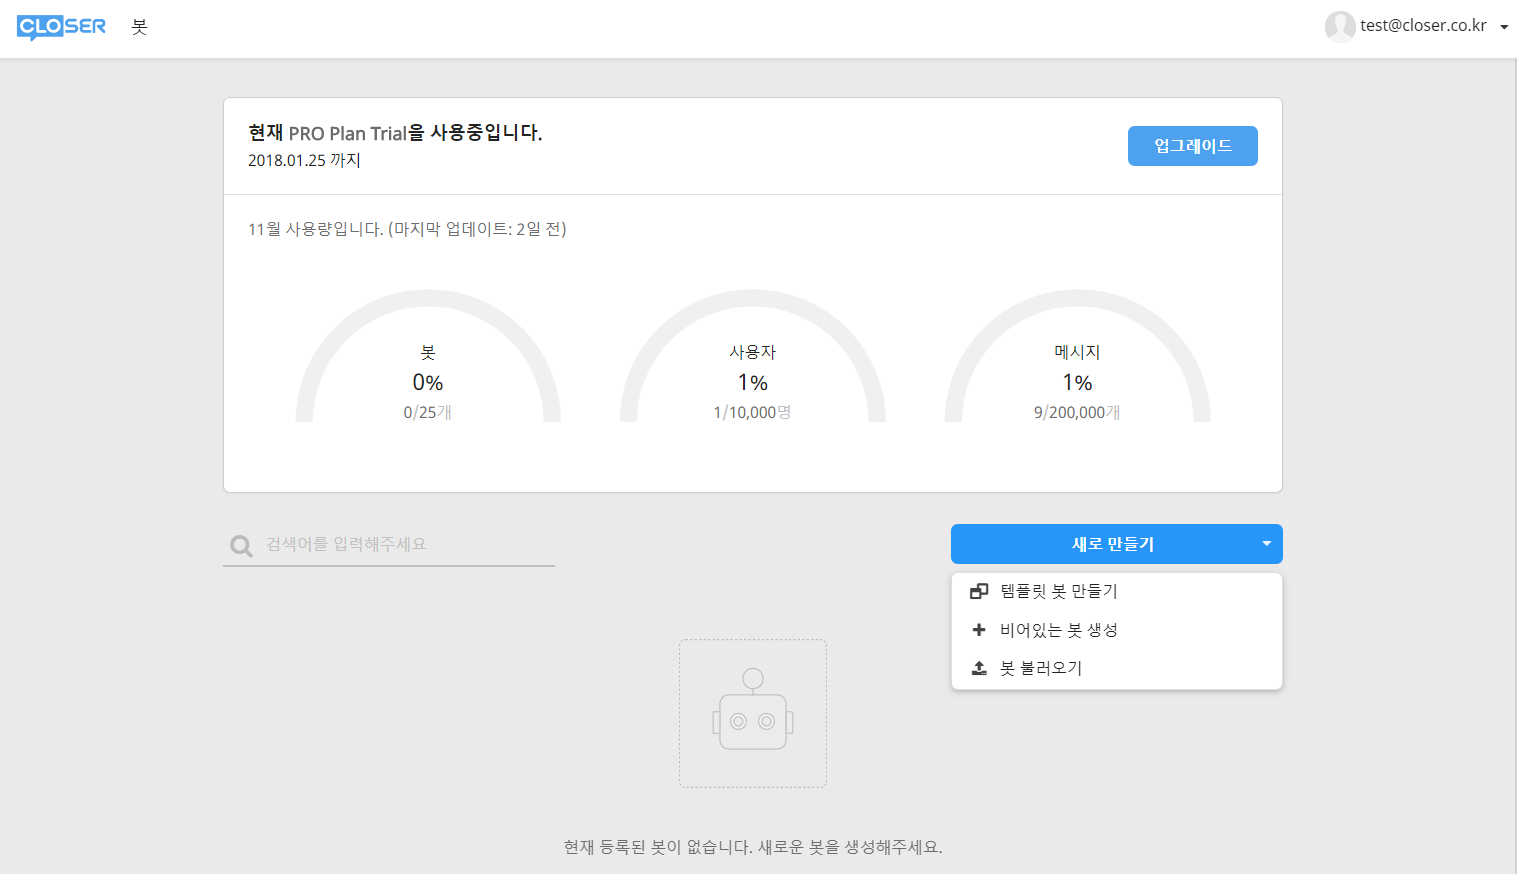 CLOSER 봇 test@closer.co.kr
현재 PRO Plan Trial을 사용중입니다.
2018.01.25 까지
업그레이드
11월 사용량입니다. (마지막 업데이트: 2일 전)
봇
0%
0/25개
사용자
1%
1/10,000명
메시지
1%
9/200,000개
검색어를 입력해주세요
새로 만들기
템플릿 봇 만들기
비어있는 봇 생성
봇 불러오기
현재 등록된 봇이 없습니다. 새로운 봇을 생성해주세요.